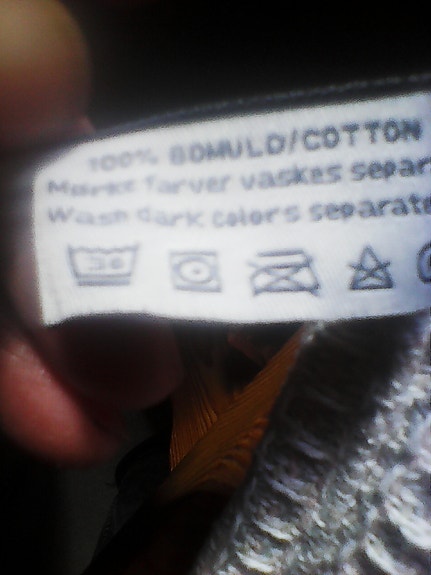 100% BOMULD/COTTON
Mørke farver vaskes separ
Wash dark colors separate
30